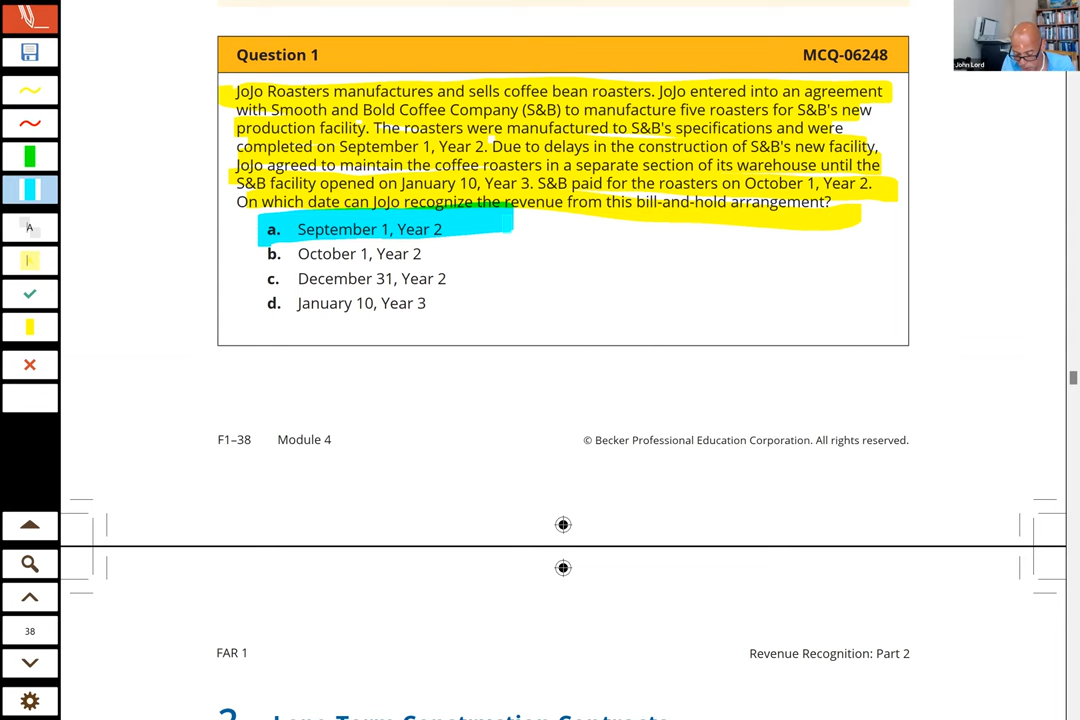 Question 1 MCQ-06248
JoJo Roasters manufactures and sells coffee bean roasters. JoJo entered into an agreement
with Smooth and Bold Coffee Company (S&B) to manufacture five roasters for S&B's new
production facility. The roasters were manufactured to S&B's specifications and were
completed on September 1, Year 2. Due to delays in the construction of S&B's new facility,
JoJo agreed to maintain the coffee roasters in a separate section of its warehouse until the
S&B facility opened on January 10, Year 3. S&B paid for the roasters on October 1, Year 2.
On which date can JoJo recognize the revenue from this bill-and-hold arrangement?
a. September 1, Year 2
b. October 1, Year 2
c. December 31, Year 2
d. January 10, Year 3
F1–38 Module 4 © Becker Professional Education Corporation. All rights reserved.
FAR 1 Revenue Recognition: Part 2
2 Long-Term Construction Contracts
John Lord
A
38